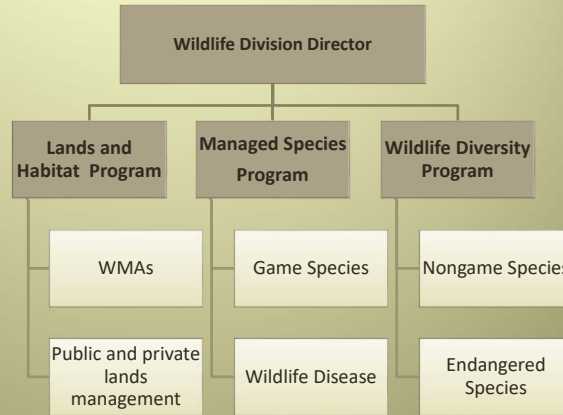 Wildlife Division Director
Lands and
Habitat Program
WMAs
Public and private
lands
management
Managed Species
Program
Game Species
Wildlife Disease
Wildlife Diversity
Program
Nongame Species
Endangered
Species